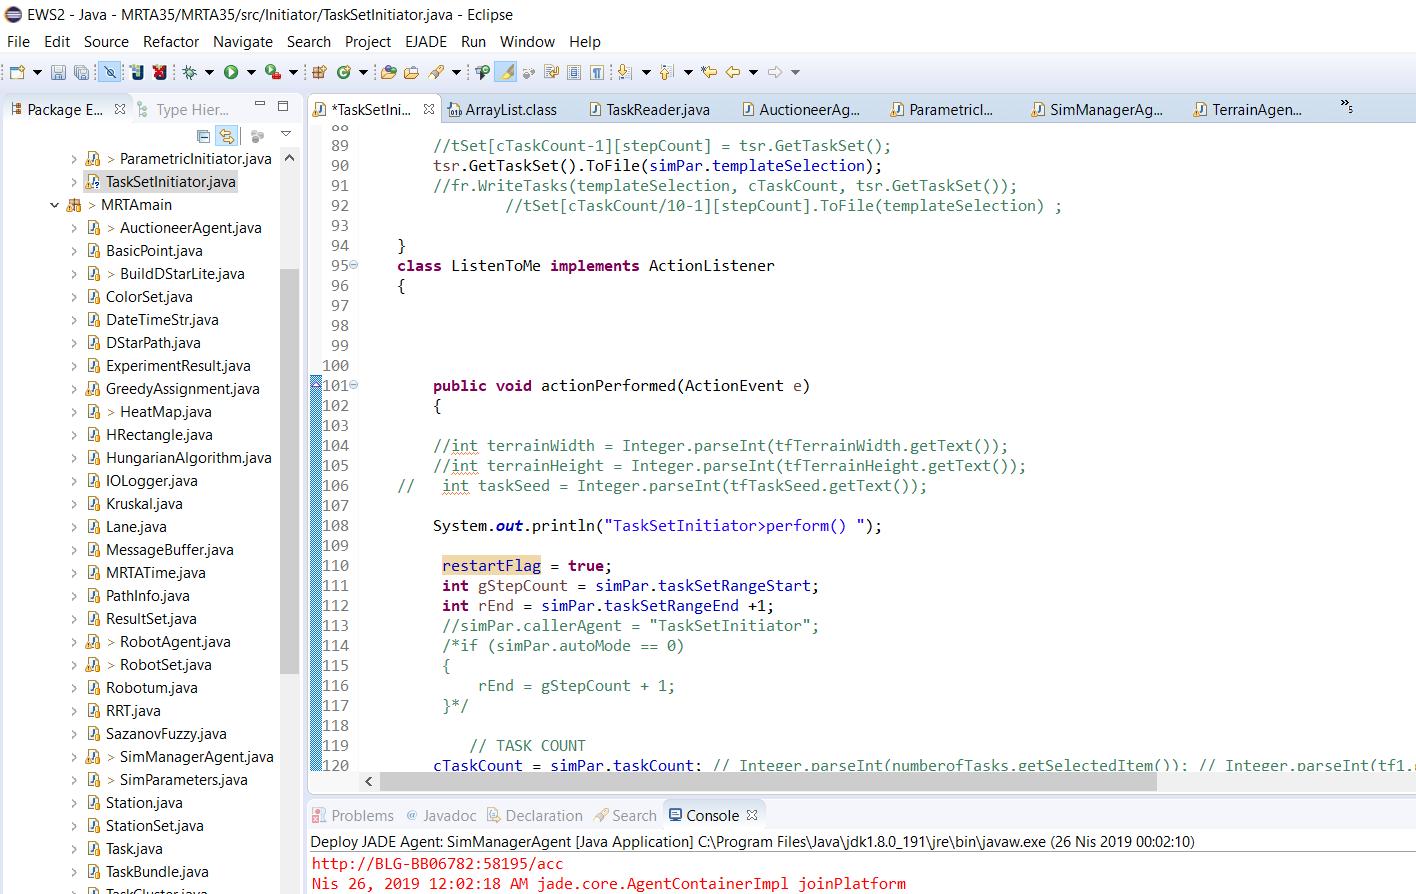 EWS2 - Java - MRTA35/MRTA35/src/Initiator/TaskSetInitiator.java - Eclipse
File Edit Source Refactor Navigate Search Project EJADE Run Window Help
Package E... Type Hier...
> ParametricInitiator.java
TaskSetInitiator.java
> MRTAmain
> AuctioneerAgent.java
BasicPoint.java
> BuildDStarLite.java
ColorSet.java
DateTimeStr.java
DStarPath.java
ExperimentResult.java
GreedyAssignment.java
> HeatMap.java
HRectangle.java
HungarianAlgorithm.java
IOLogger.java
Kruskal.java
Lane.java
MessageBuffer.java
MRTATime.java
PathInfo.java
ResultSet.java
> RobotAgent.java
> RobotSet.java
Robotum.java
RRT.java
SazanovFuzzy.java
> SimManagerAgent.java
> SimParameters.java
Station.java
StationSet.java
Task.java
TaskBundle.java
TaskCluster.java
*TaskSetIni... ArrayList.class TaskReader.java AuctioneerAg... ParametricI... SimManagerAg... TerrainAgen... »5
88
89 //tSet[cTaskCount-1][stepCount] = tsr.GetTaskSet();
90 tsr.GetTaskSet().ToFile(simPar.templateSelection);
91 //fr.WriteTasks(templateSelection, cTaskCount, tsr.GetTaskSet());
92 //tSet[cTaskCount/10-1][stepCount].ToFile(templateSelection) ;
93
94 }
95 class ListenToMe implements ActionListener
96 {
97
98
99
100
101 public void actionPerformed(ActionEvent e)
102 {
103
104 //int terrainWidth = Integer.parseInt(tfTerrainWidth.getText());
105 //int terrainHeight = Integer.parseInt(tfTerrainHeight.getText());
106 // int taskSeed = Integer.parseInt(tfTaskSeed.getText());
107
108 System.out.println("TaskSetInitiator>perform() ");
109
110 restartFlag = true;
111 int gStepCount = simPar.taskSetRangeStart;
112 int rEnd = simPar.taskSetRangeEnd +1;
113 //simPar.callerAgent = "TaskSetInitiator";
114 /*if (simPar.autoMode == 0)
115 {
116 rEnd = gStepCount + 1;
117 }*/
118
119 // TASK COUNT
120 cTaskCount = simPar.taskCount; // Integer.parseInt(numberofTasks.getSelectedItem()); // Integer.parseInt(tf1.
Problems @ Javadoc Declaration Search Console
Deploy JADE Agent: SimManagerAgent [Java Application] C:\Program Files\Java\jdk1.8.0_191\jre\bin\javaw.exe (26 Nis 2019 00:02:10)
http://BLG-BB06782:58195/acc
Nis 26, 2019 12:02:18 AM jade.core.AgentContainerImpl joinPlatform